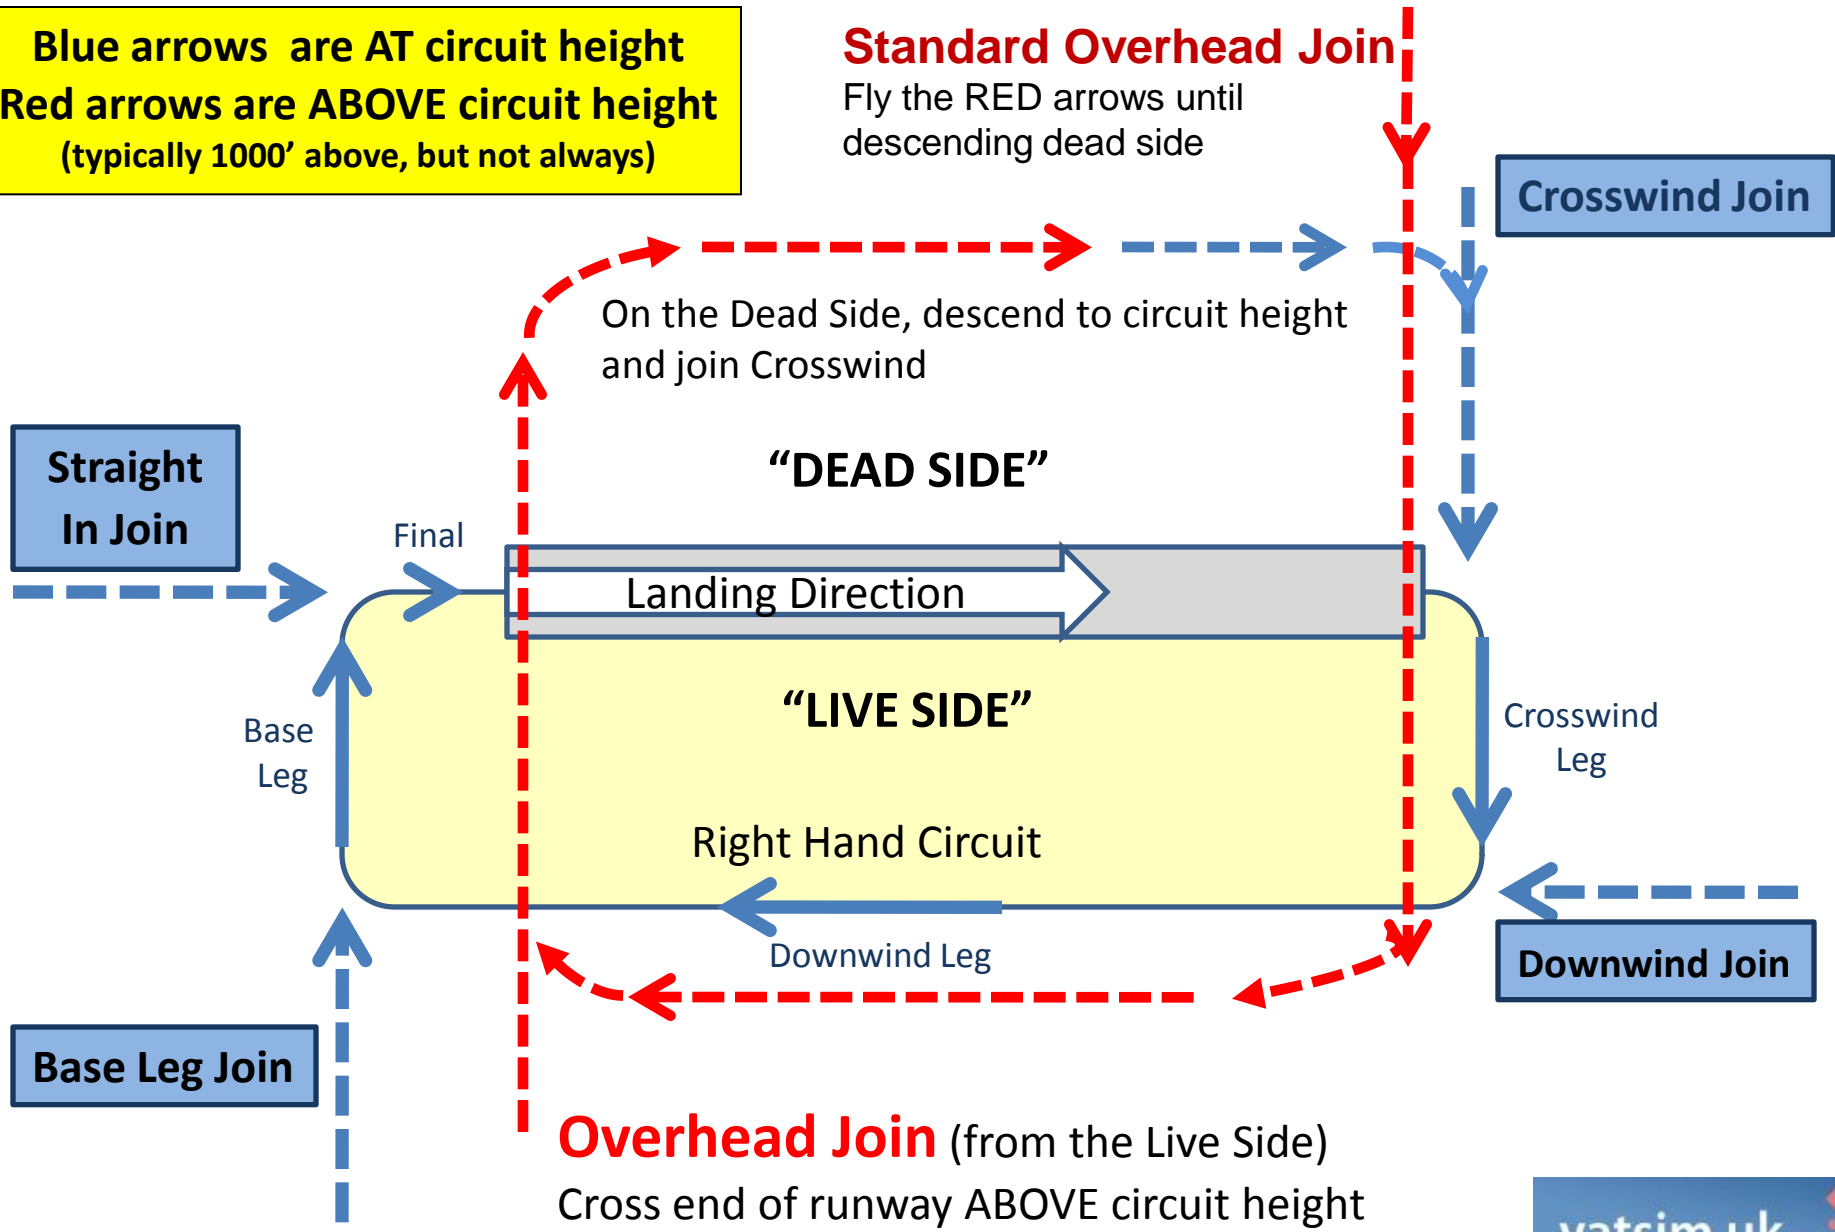 Blue arrows are AT circuit height
Red arrows are ABOVE circuit height
(typically 1000’ above, but not always)
Standard Overhead Join
Fly the RED arrows until
descending dead side
Crosswind Join
On the Dead Side, descend to circuit height
and join Crosswind
Straight
In Join
“DEAD SIDE”
Final
Landing Direction
“LIVE SIDE”
Base
Leg
Crosswind
Leg
Right Hand Circuit
Downwind Leg
Downwind Join
Base Leg Join
Overhead Join (from the Live Side)
Cross end of runway ABOVE circuit height
vatsim uk